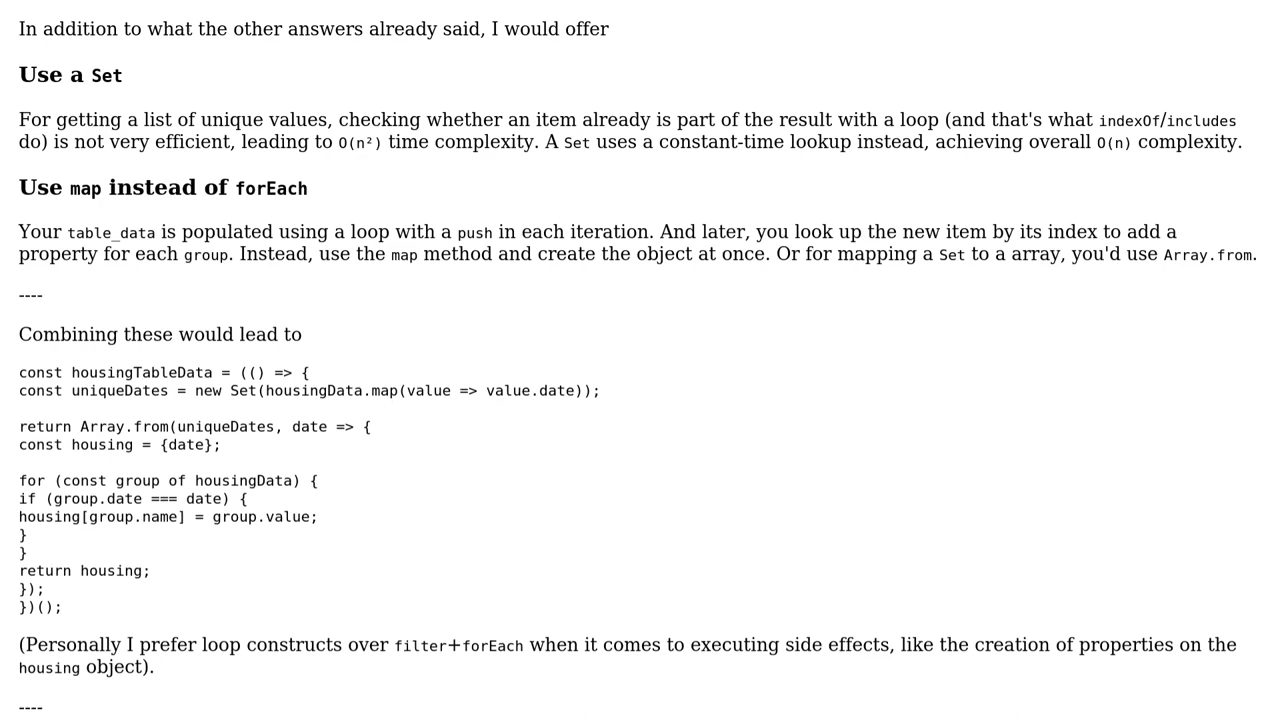 In addition to what the other answers already said, I would offer
Use a Set
For getting a list of unique values, checking whether an item already is part of the result with a loop (and that's what indexOf/includes
do) is not very efficient, leading to O(n²) time complexity. A Set uses a constant-time lookup instead, achieving overall O(n) complexity.
Use map instead of forEach
Your table_data is populated using a loop with a push in each iteration. And later, you look up the new item by its index to add a
property for each group. Instead, use the map method and create the object at once. Or for mapping a Set to a array, you'd use Array.from.
----
Combining these would lead to
const housingTableData = (() => {
const uniqueDates = new Set(housingData.map(value => value.date));
return Array.from(uniqueDates, date => {
const housing = {date};
for (const group of housingData) {
if (group.date === date) {
housing[group.name] = group.value;
}
}
return housing;
});
})();
(Personally I prefer loop constructs over filter+forEach when it comes to executing side effects, like the creation of properties on the
housing object).
----